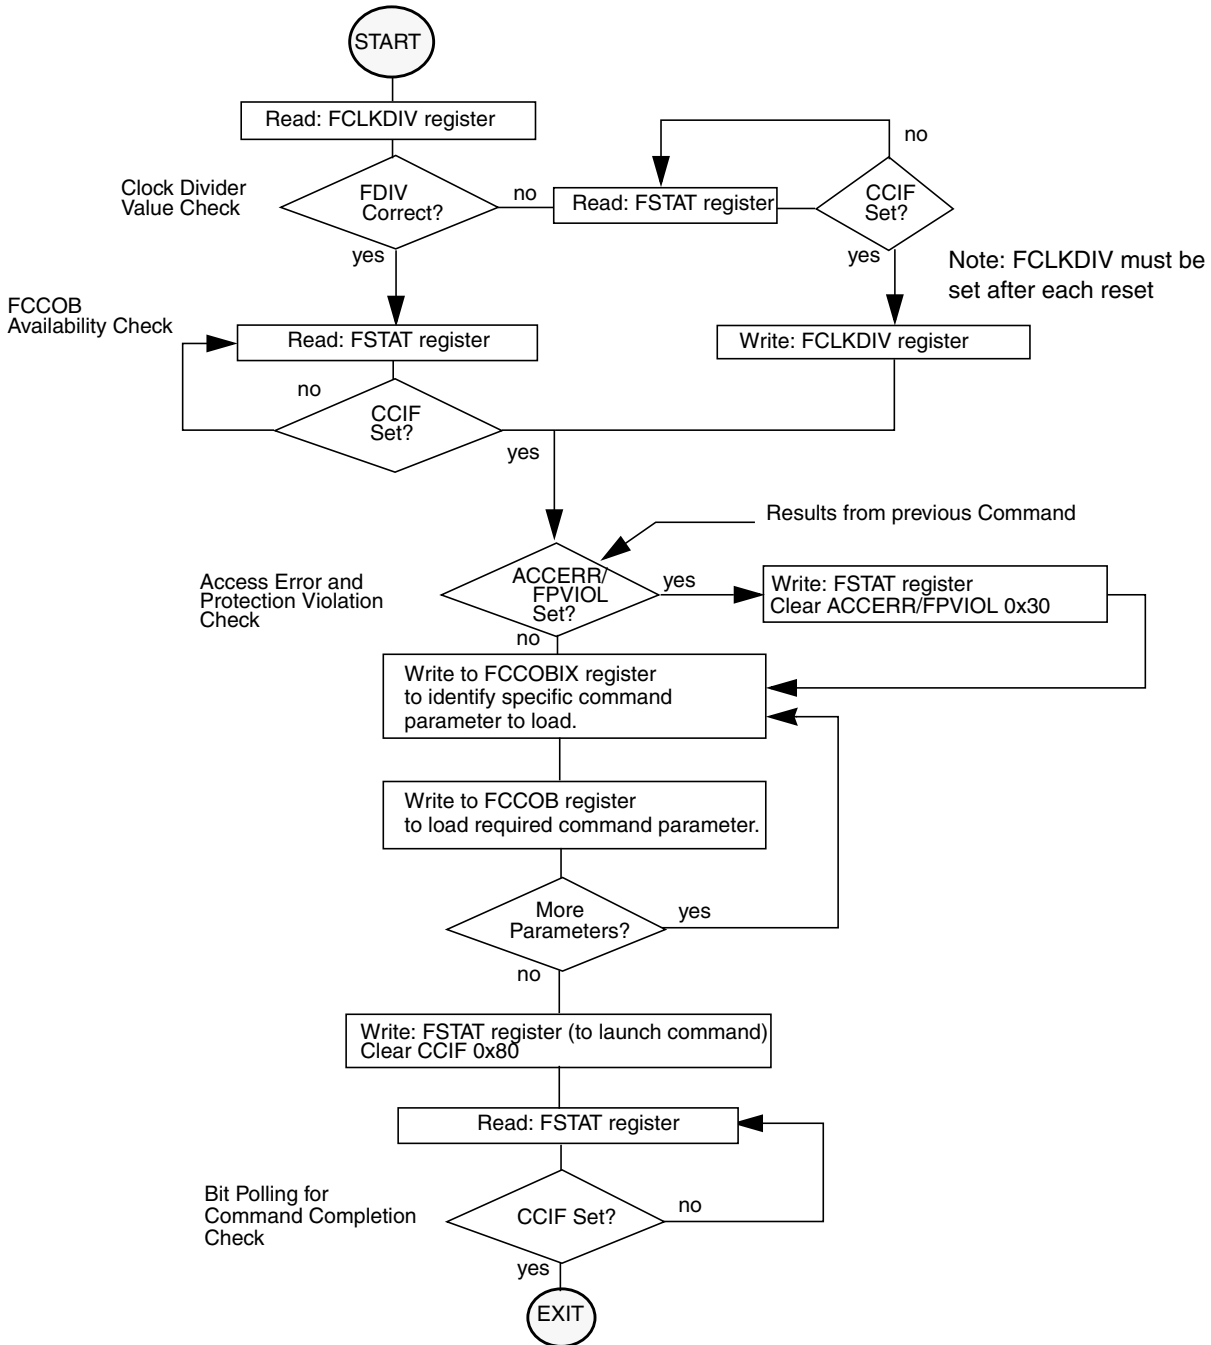 START
Read: FCLKDIV register
Clock Divider
Value Check
FDIV
Correct?
no
Read: FSTAT register
no
CCIF
Set?
yes
yes
Note: FCLKDIV must be
set after each reset
FCCOB
Availability Check
Read: FSTAT register
Write: FCLKDIV register
no
CCIF
Set?
yes
Results from previous Command
Access Error and
Protection Violation
Check
ACCERR/
FPVIOL
Set?
yes
Write: FSTAT register
Clear ACCERR/FPVIOL 0x30
no
Write to FCCOBIX register
to identify specific command
parameter to load.
Write to FCCOB register
to load required command parameter.
More
Parameters?
yes
no
Write: FSTAT register (to launch command)
Clear CCIF 0x80
Read: FSTAT register
Bit Polling for
Command Completion
Check
CCIF Set?
no
yes
EXIT